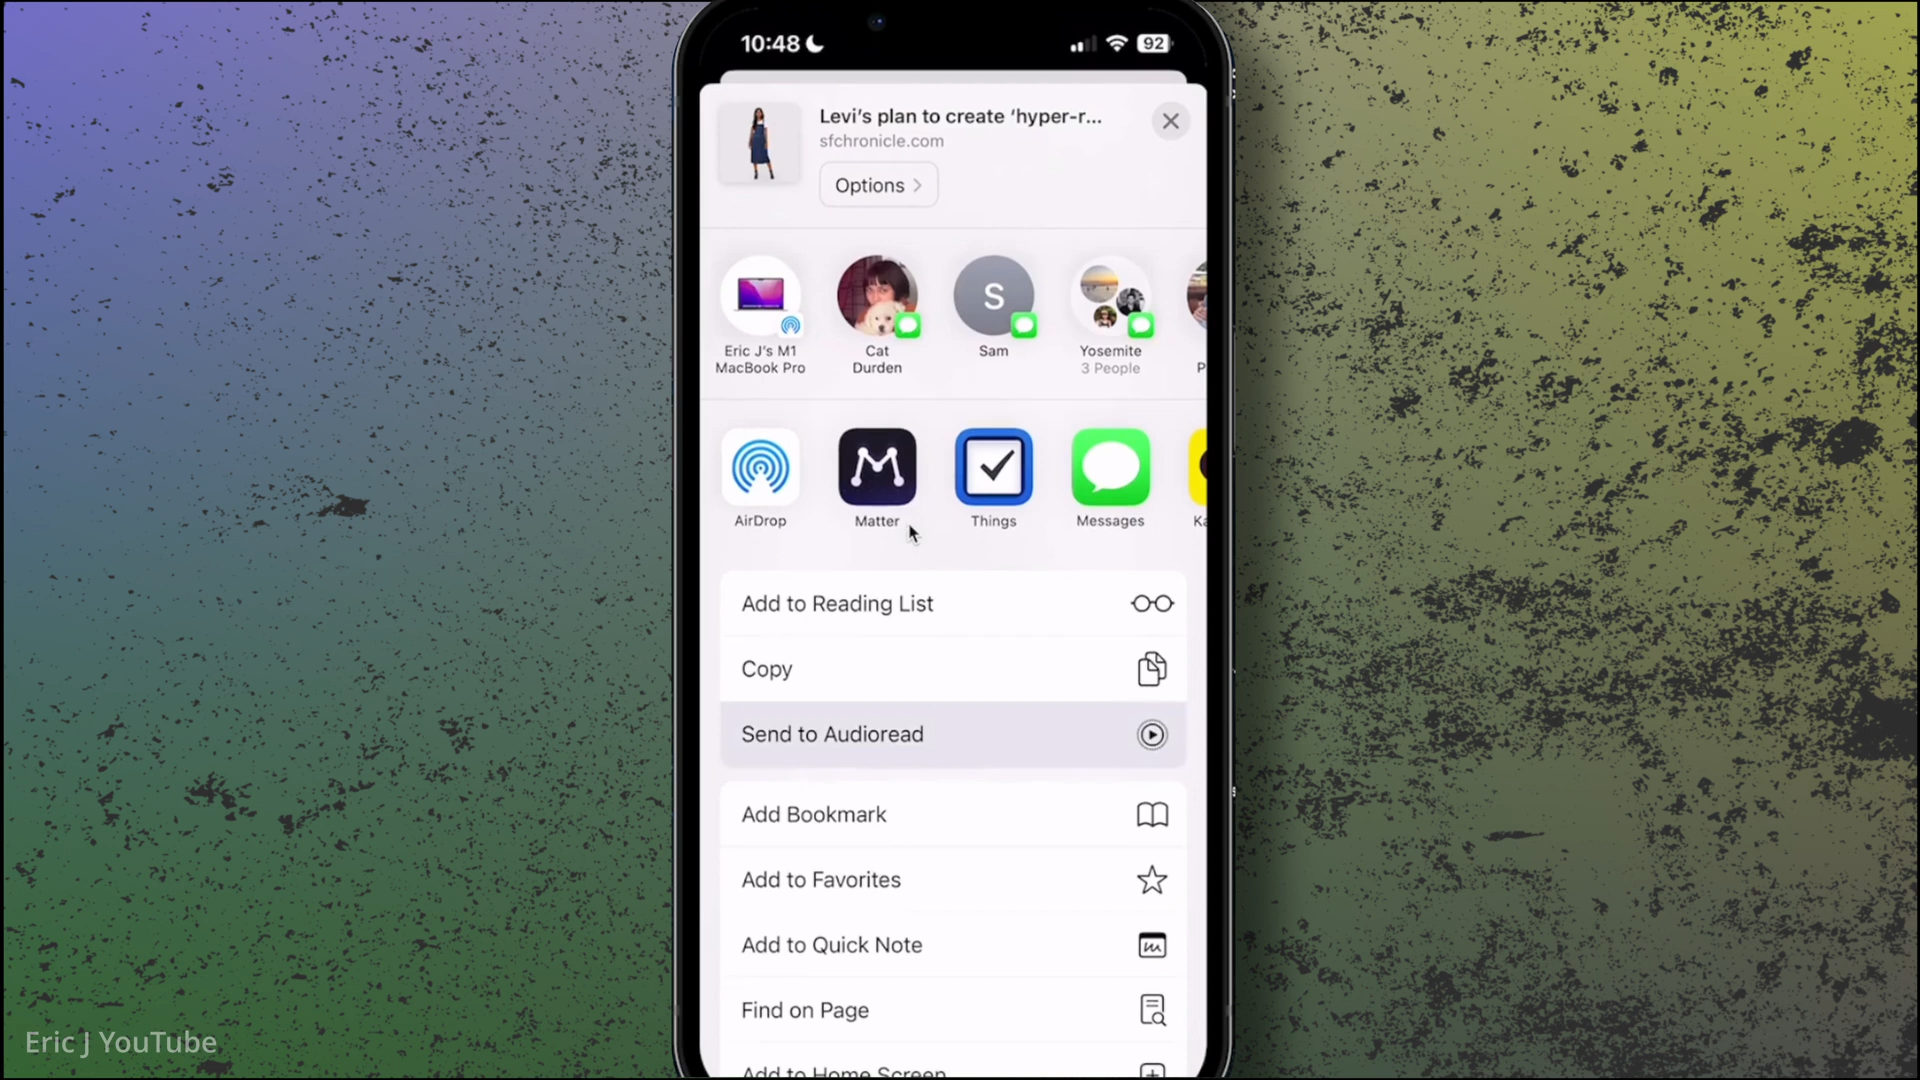 10:48
92
Levi's plan to create ‘hyper-r...
sfchronicle.com
Options
Eric J's M1
MacBook Pro
Cat
Durden
S
Sam
Yosemite
3 People
P
AirDrop
Matter
Things
Messages
Ka
Add to Reading List
Copy
Send to Audioread
Add Bookmark
Add to Favorites
Add to Quick Note
Find on Page
Add to Home Screen
Eric J YouTube